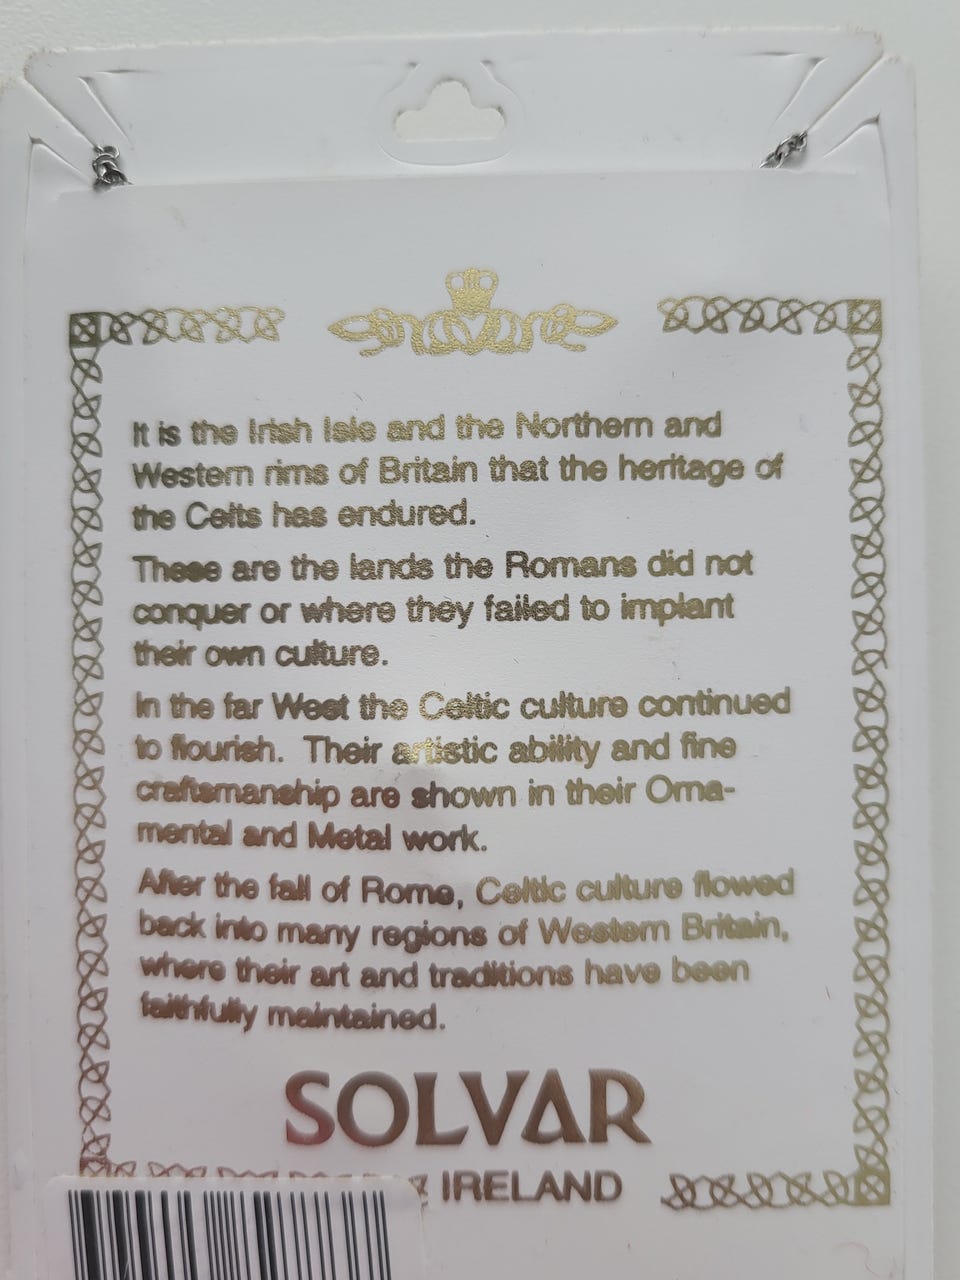 It is the Irish Isle and the Northern and
Western rims of Britain that the heritage of
the Celts has endured.
These are the lands the Romans did not
conquer or where they failed to implant
their own culture.
In the far West the Celtic culture continued
to flourish. Their artistic ability and fine
craftsmanship are shown in their Orna-
mental and Metal work.
After the fall of Rome, Celtic culture flowed
back into many regions of Western Britain,
where their art and traditions have been
faithfully maintained.
SOLVAR
IRELAND